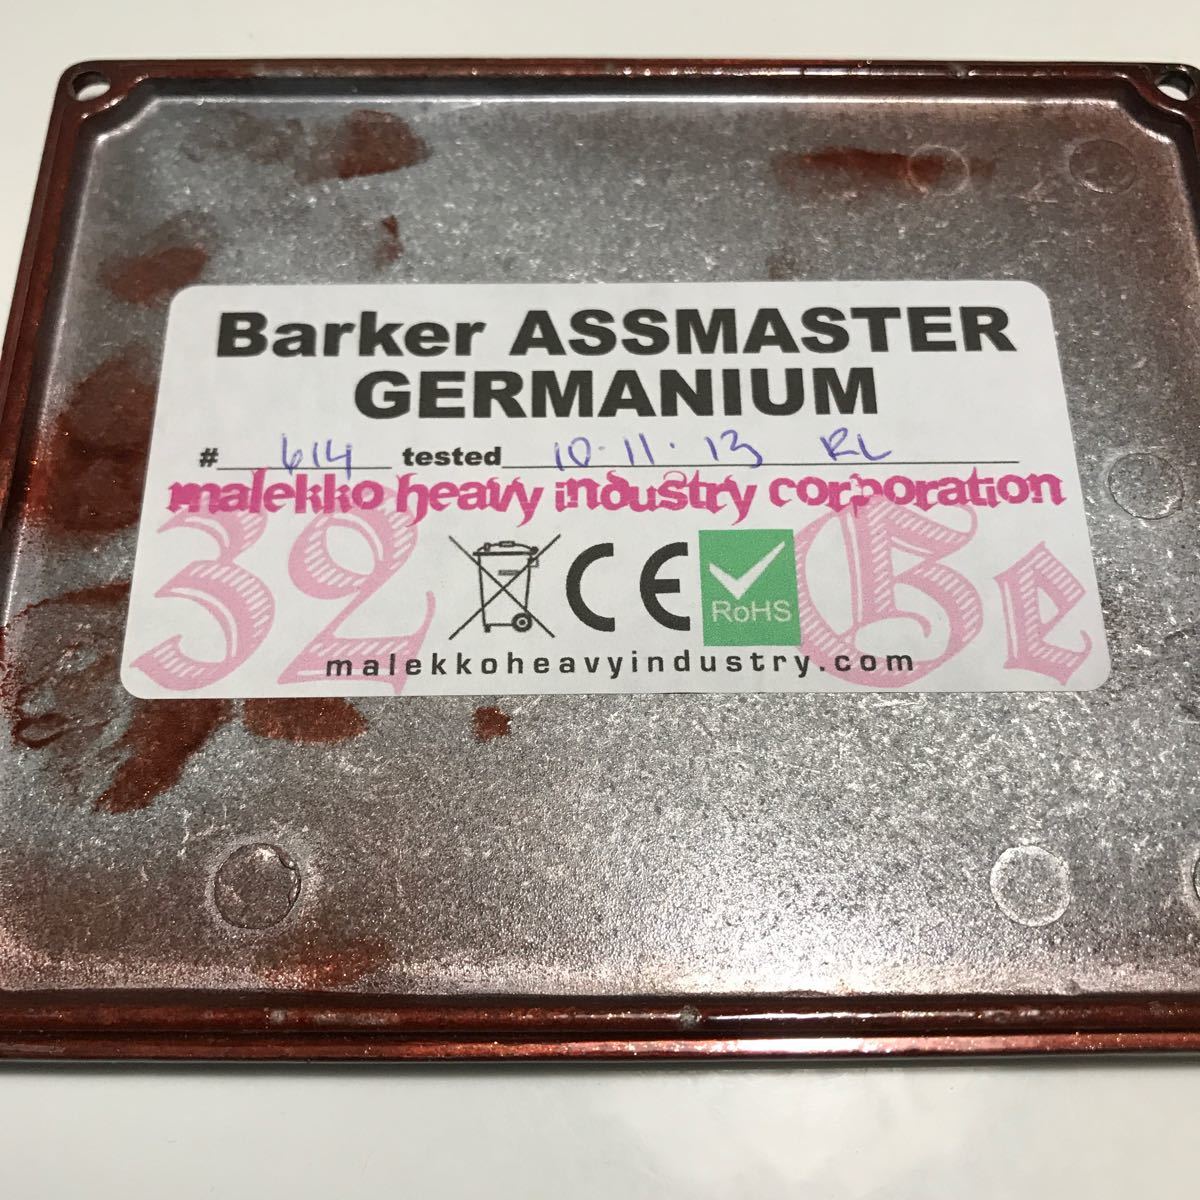 Barker ASSMASTER
GERMANIUM
# 614 tested 10·11·13 RL
malekko heavy industry corporation
32 CE RoHS Ge
malekkoheavyindustry.com